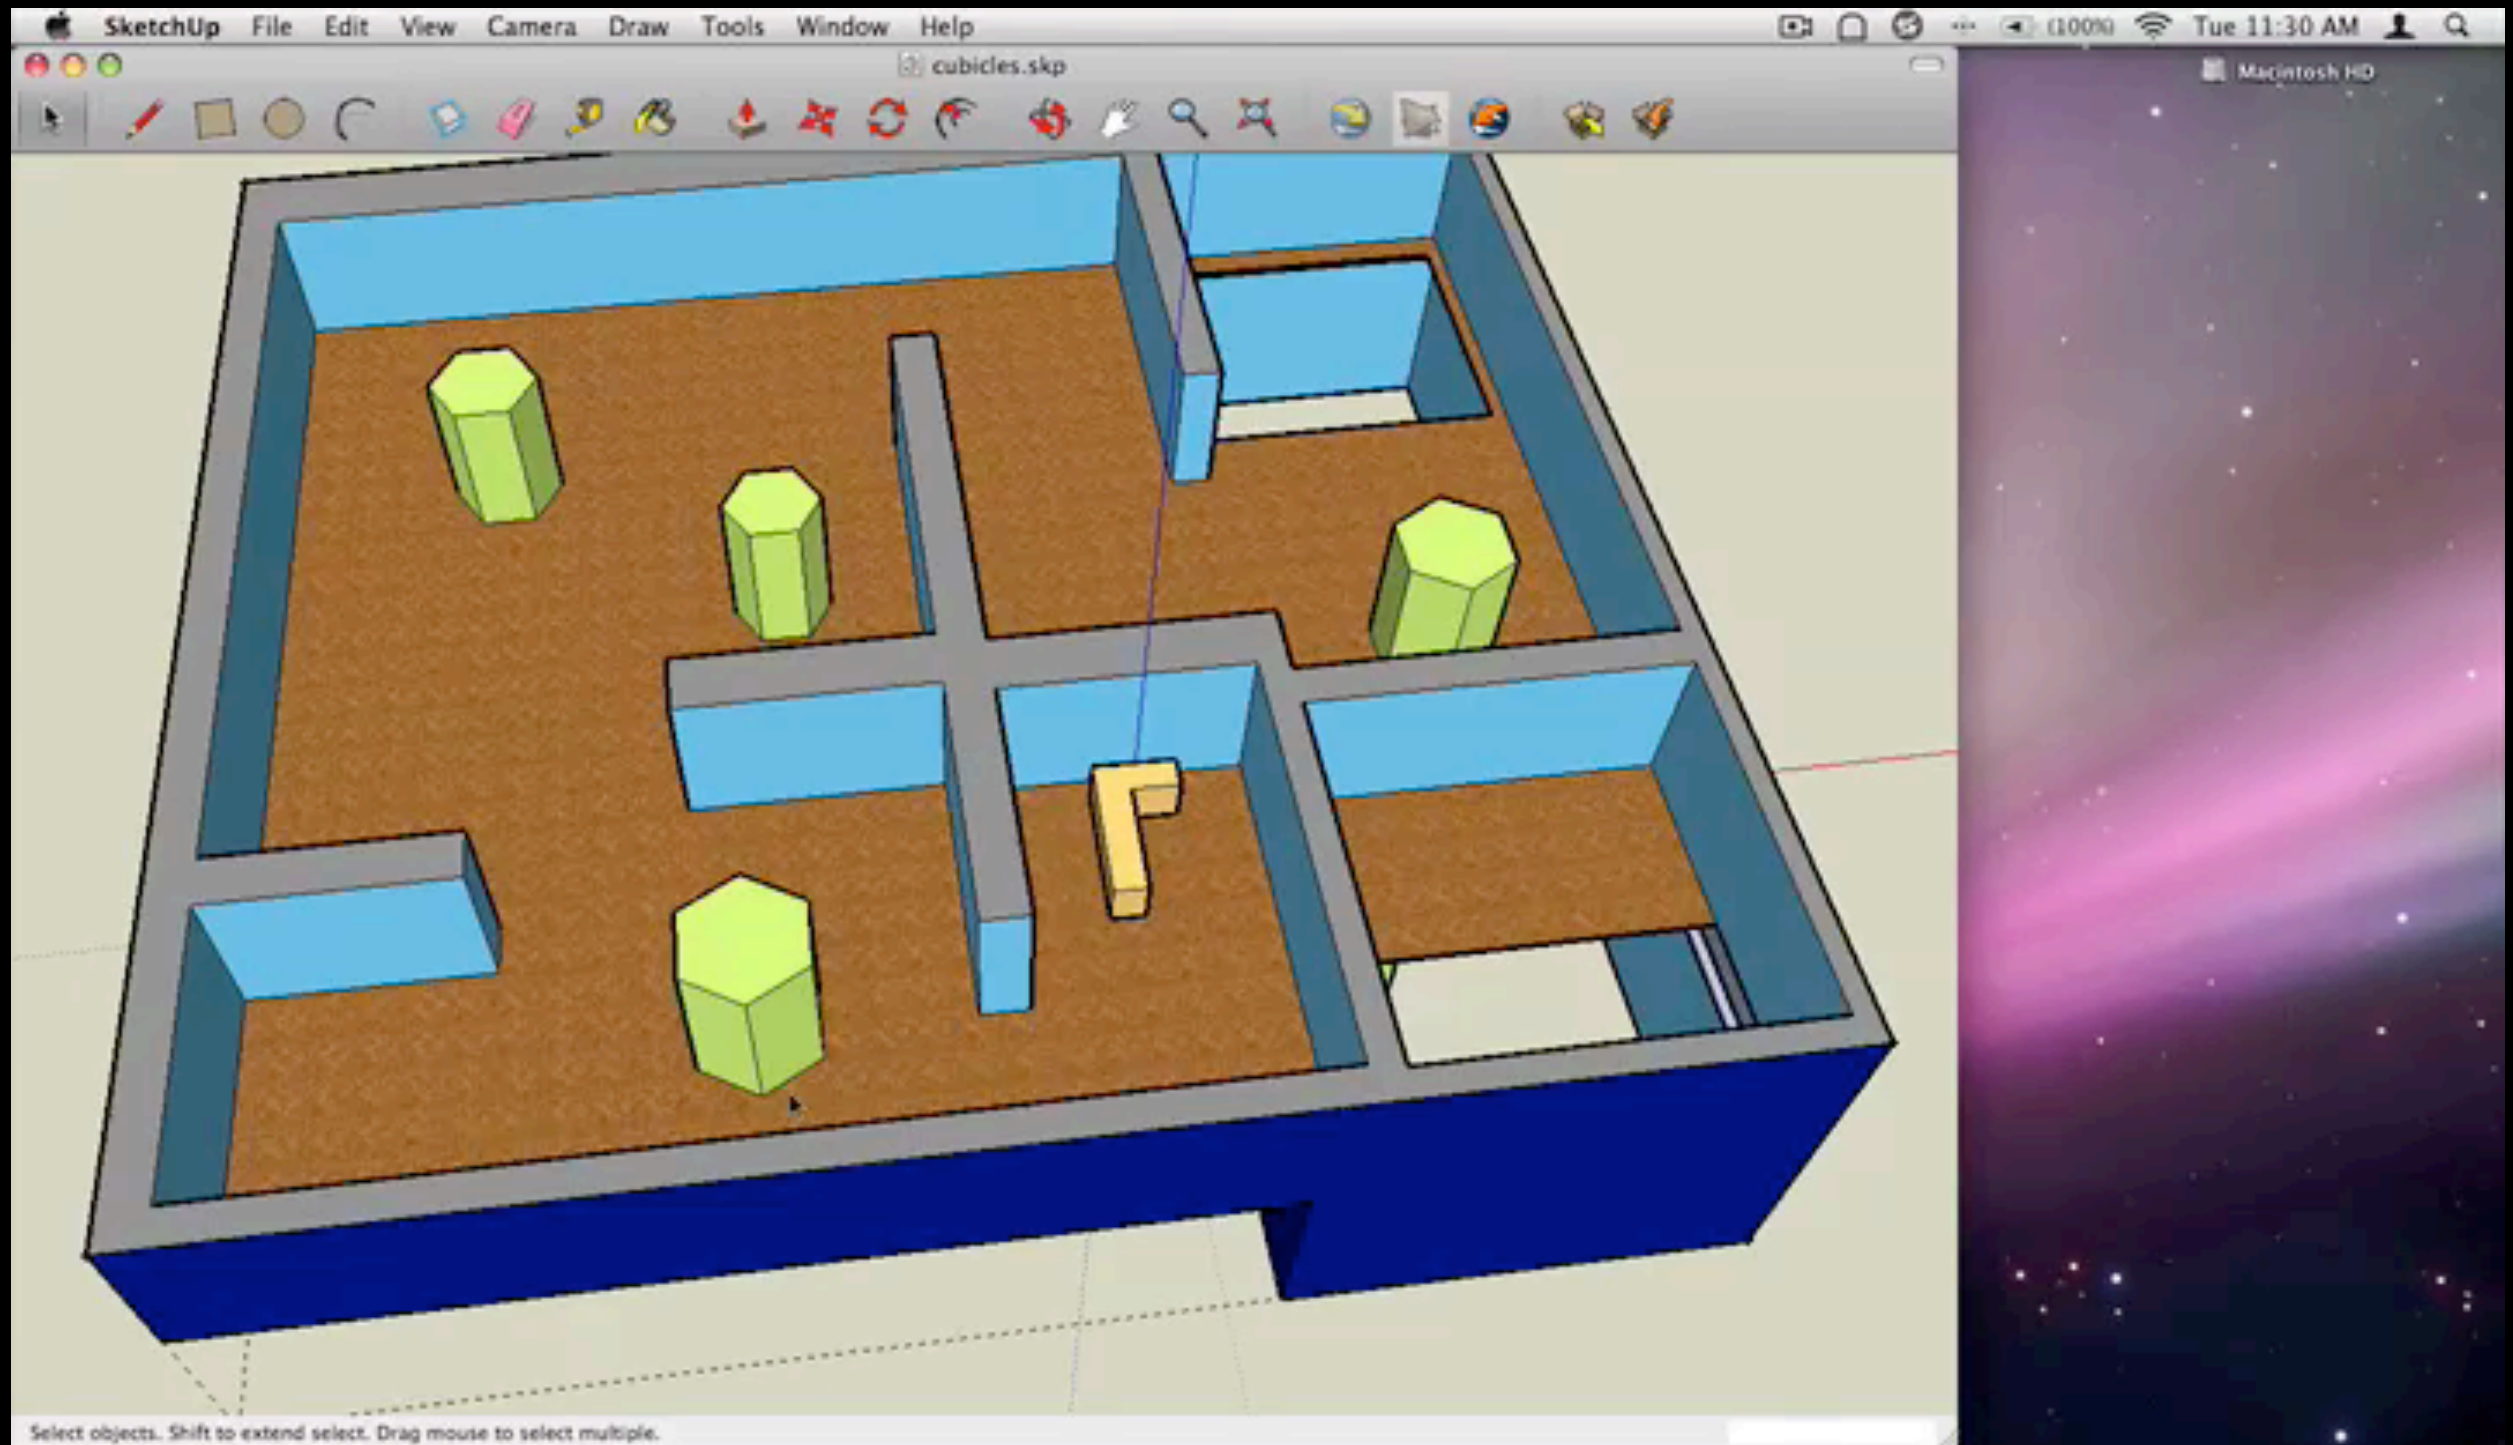 SketchUp File Edit View Camera Draw Tools Window Help (100%) Tue 11:30 AM
cubicles.skp
Macintosh HD
Select objects. Shift to extend select. Drag mouse to select multiple.